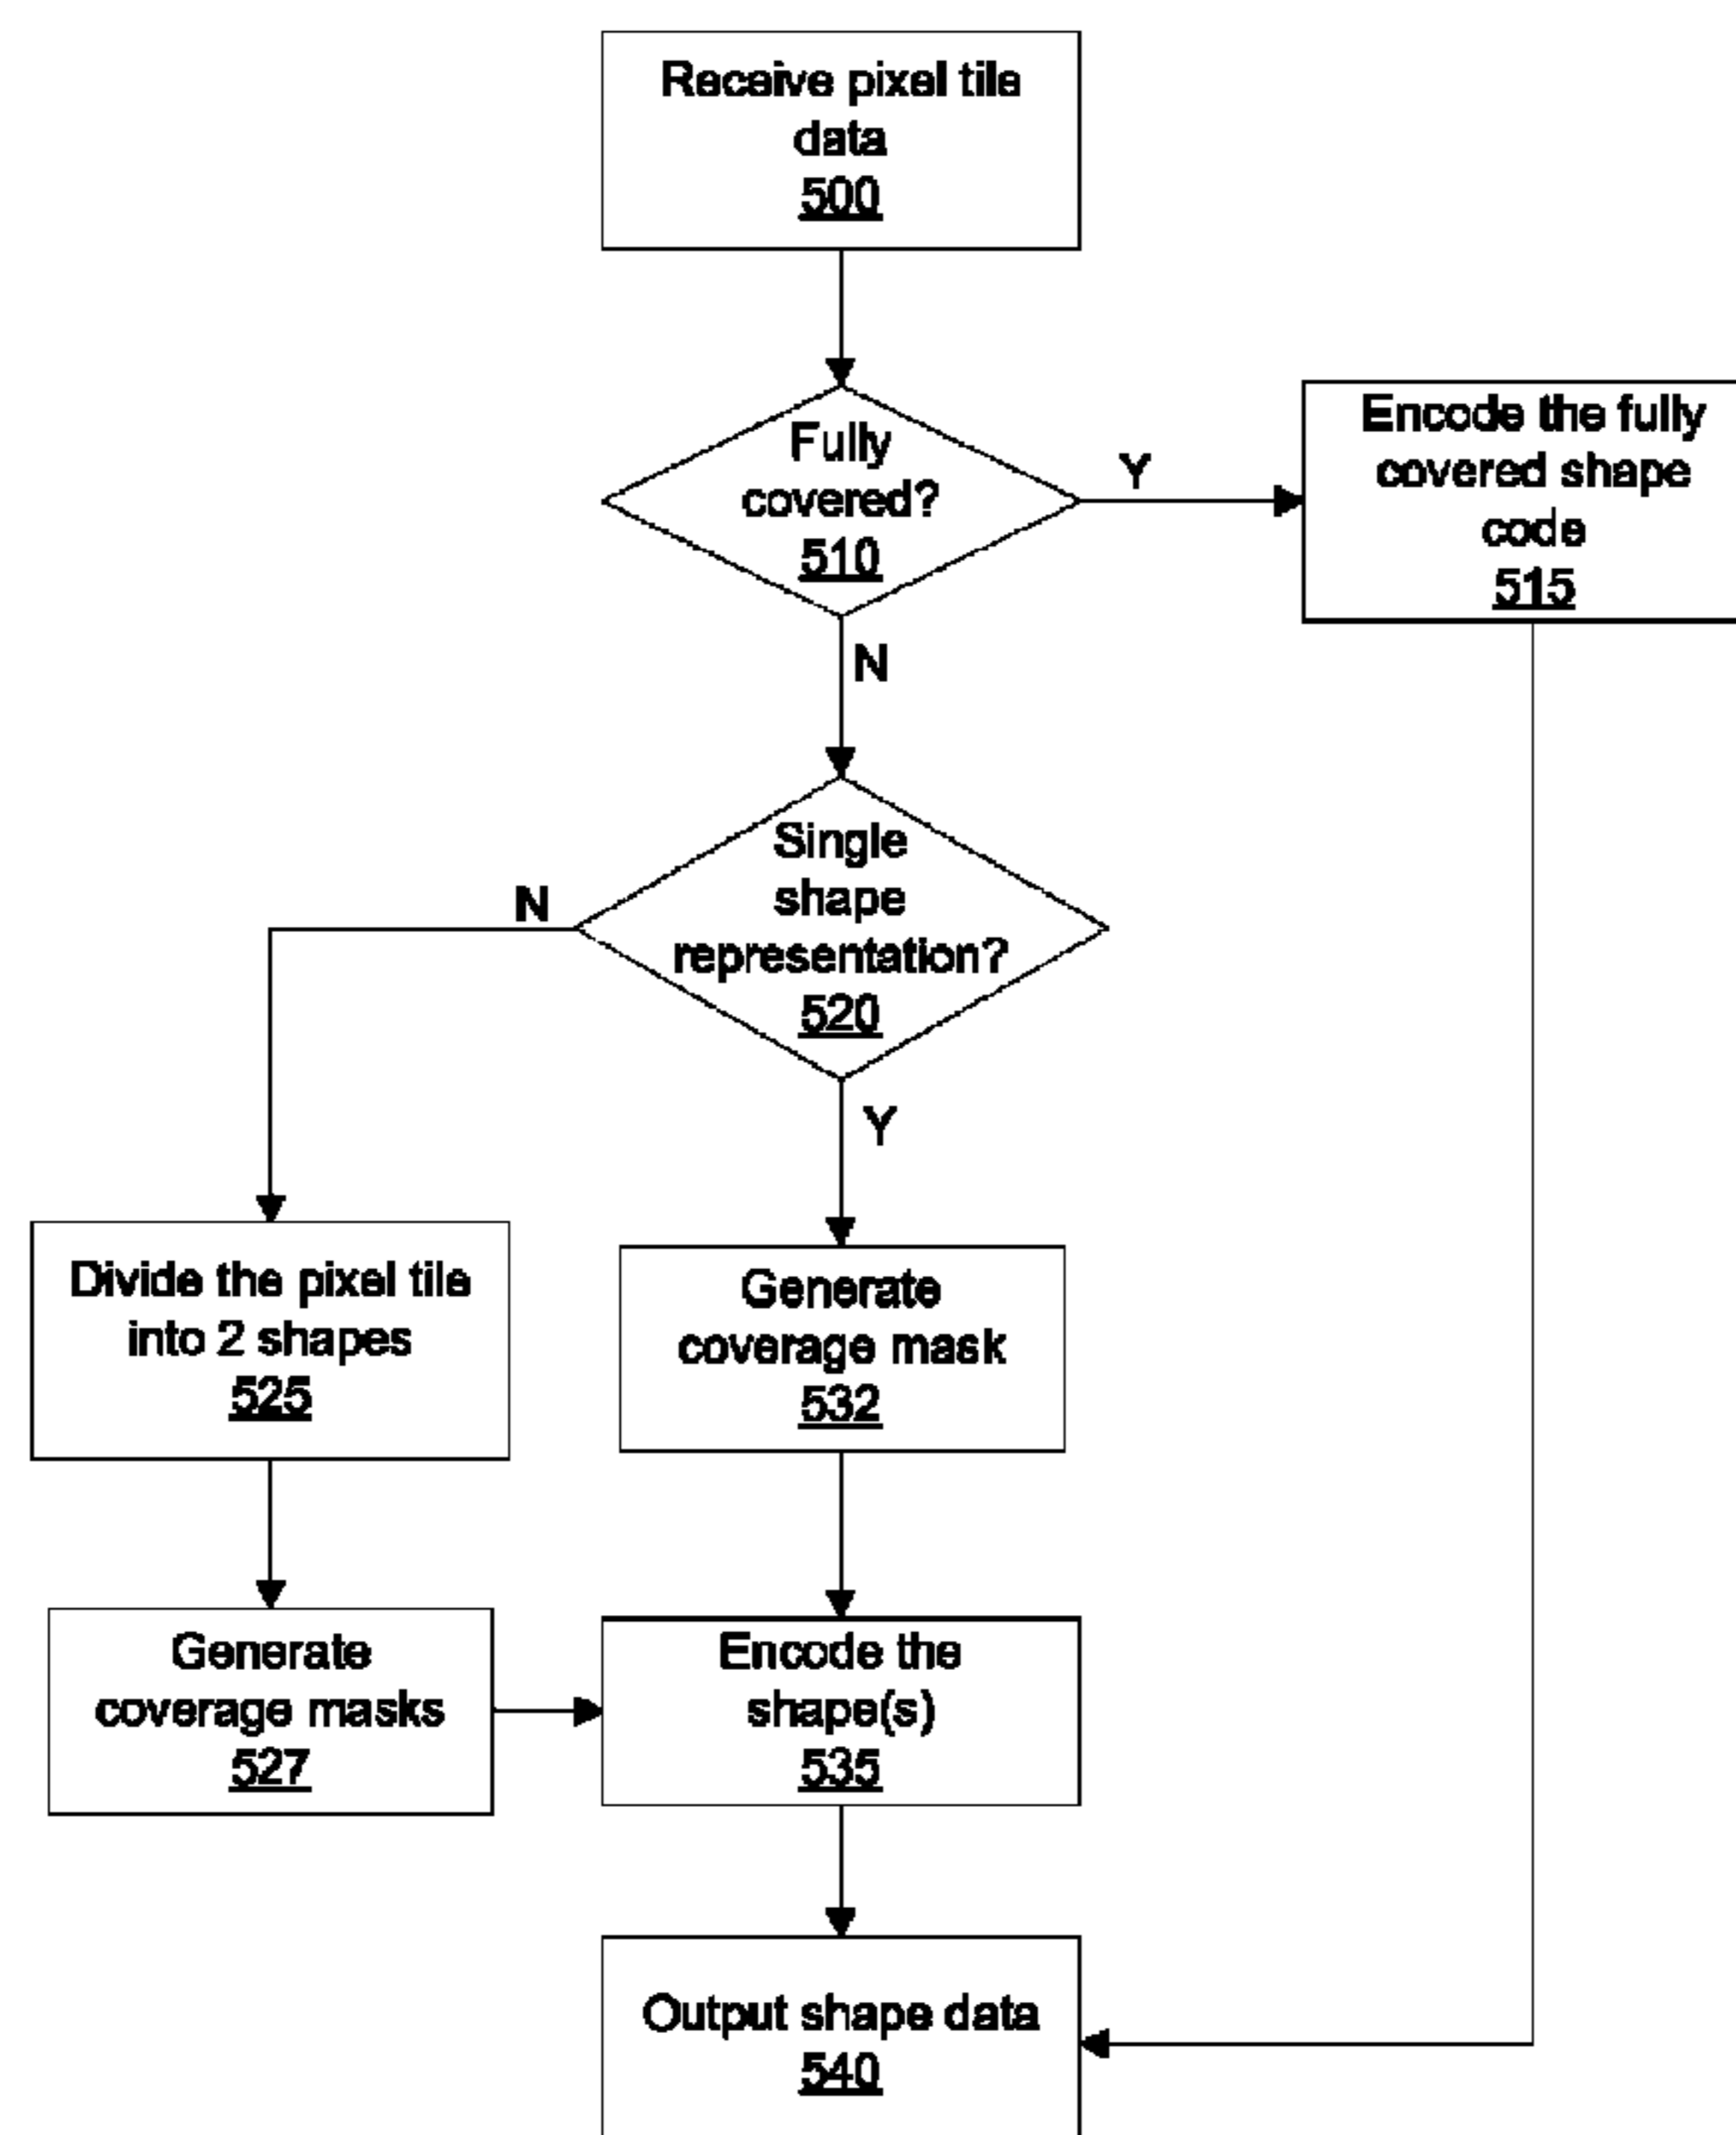 Receive pixel tile
data
500
Fully
covered?
510
Y
Encode the fully
covered shape
code
515
N
Single
shape
representation?
520
N
Y
Divide the pixel tile
into 2 shapes
525
Generate
coverage mask
532
Generate
coverage masks
527
Encode the
shape(s)
535
Output shape data
540